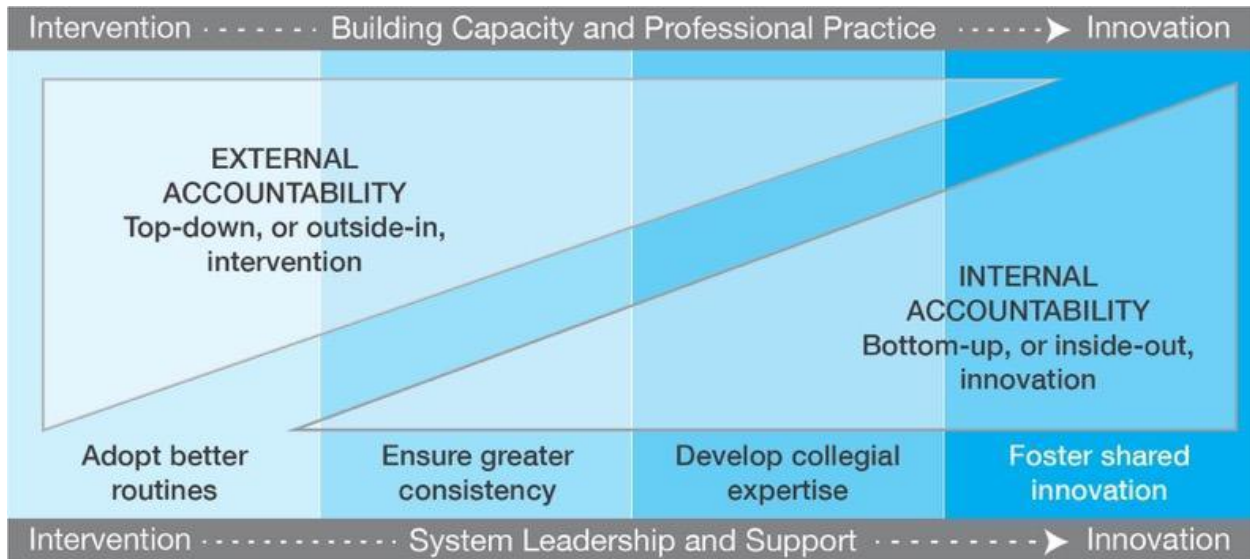 Intervention Building Capacity and Professional Practice Innovation
EXTERNAL
ACCOUNTABILITY
Top-down, or outside-in,
intervention
INTERNAL
ACCOUNTABILITY
Bottom-up, or inside-out,
innovation
Adopt better
routines
Ensure greater
consistency
Develop collegial
expertise
Foster shared
innovation
Intervention System Leadership and Support Innovation